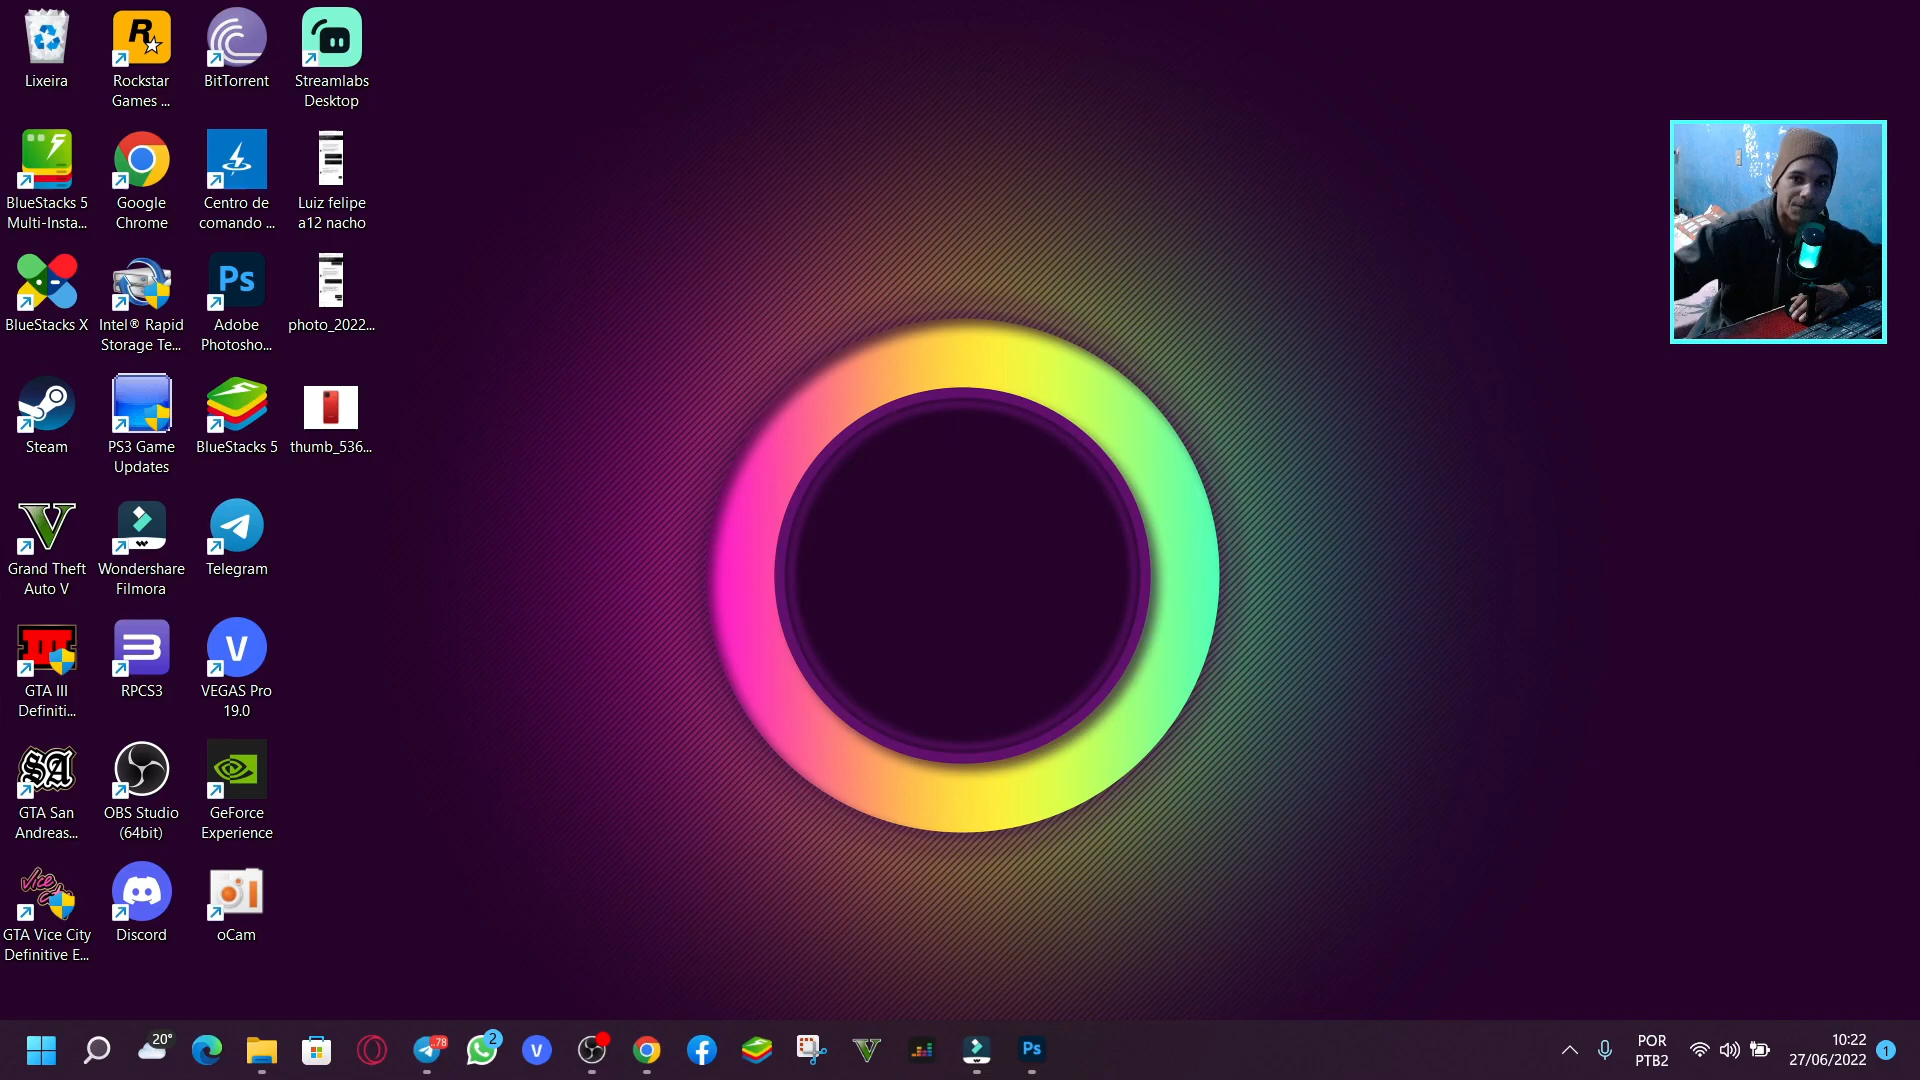 Lixeira
Rockstar
Games ...
BitTorrent
Streamlabs
Desktop
BlueStacks 5
Multi-Insta...
Google
Chrome
Centro de
comando ...
Luiz felipe
a12 nacho
BlueStacks X
Intel® Rapid
Storage Te...
Ps
Adobe
Photosho...
photo_2022...
Steam
PS3 Game
Updates
BlueStacks 5
thumb_536...
Grand Theft
Auto V
Wondershare
Filmora
Telegram
GTA III
Definiti...
RPCS3
VEGAS Pro
19.0
GTA San
Andreas...
OBS Studio
(64bit)
GeForce
Experience
GTA Vice City
Definitive E...
Discord
oCam
20°
.78
2
V
Ps
POR
PTB2
10:22
27/06/2022
1